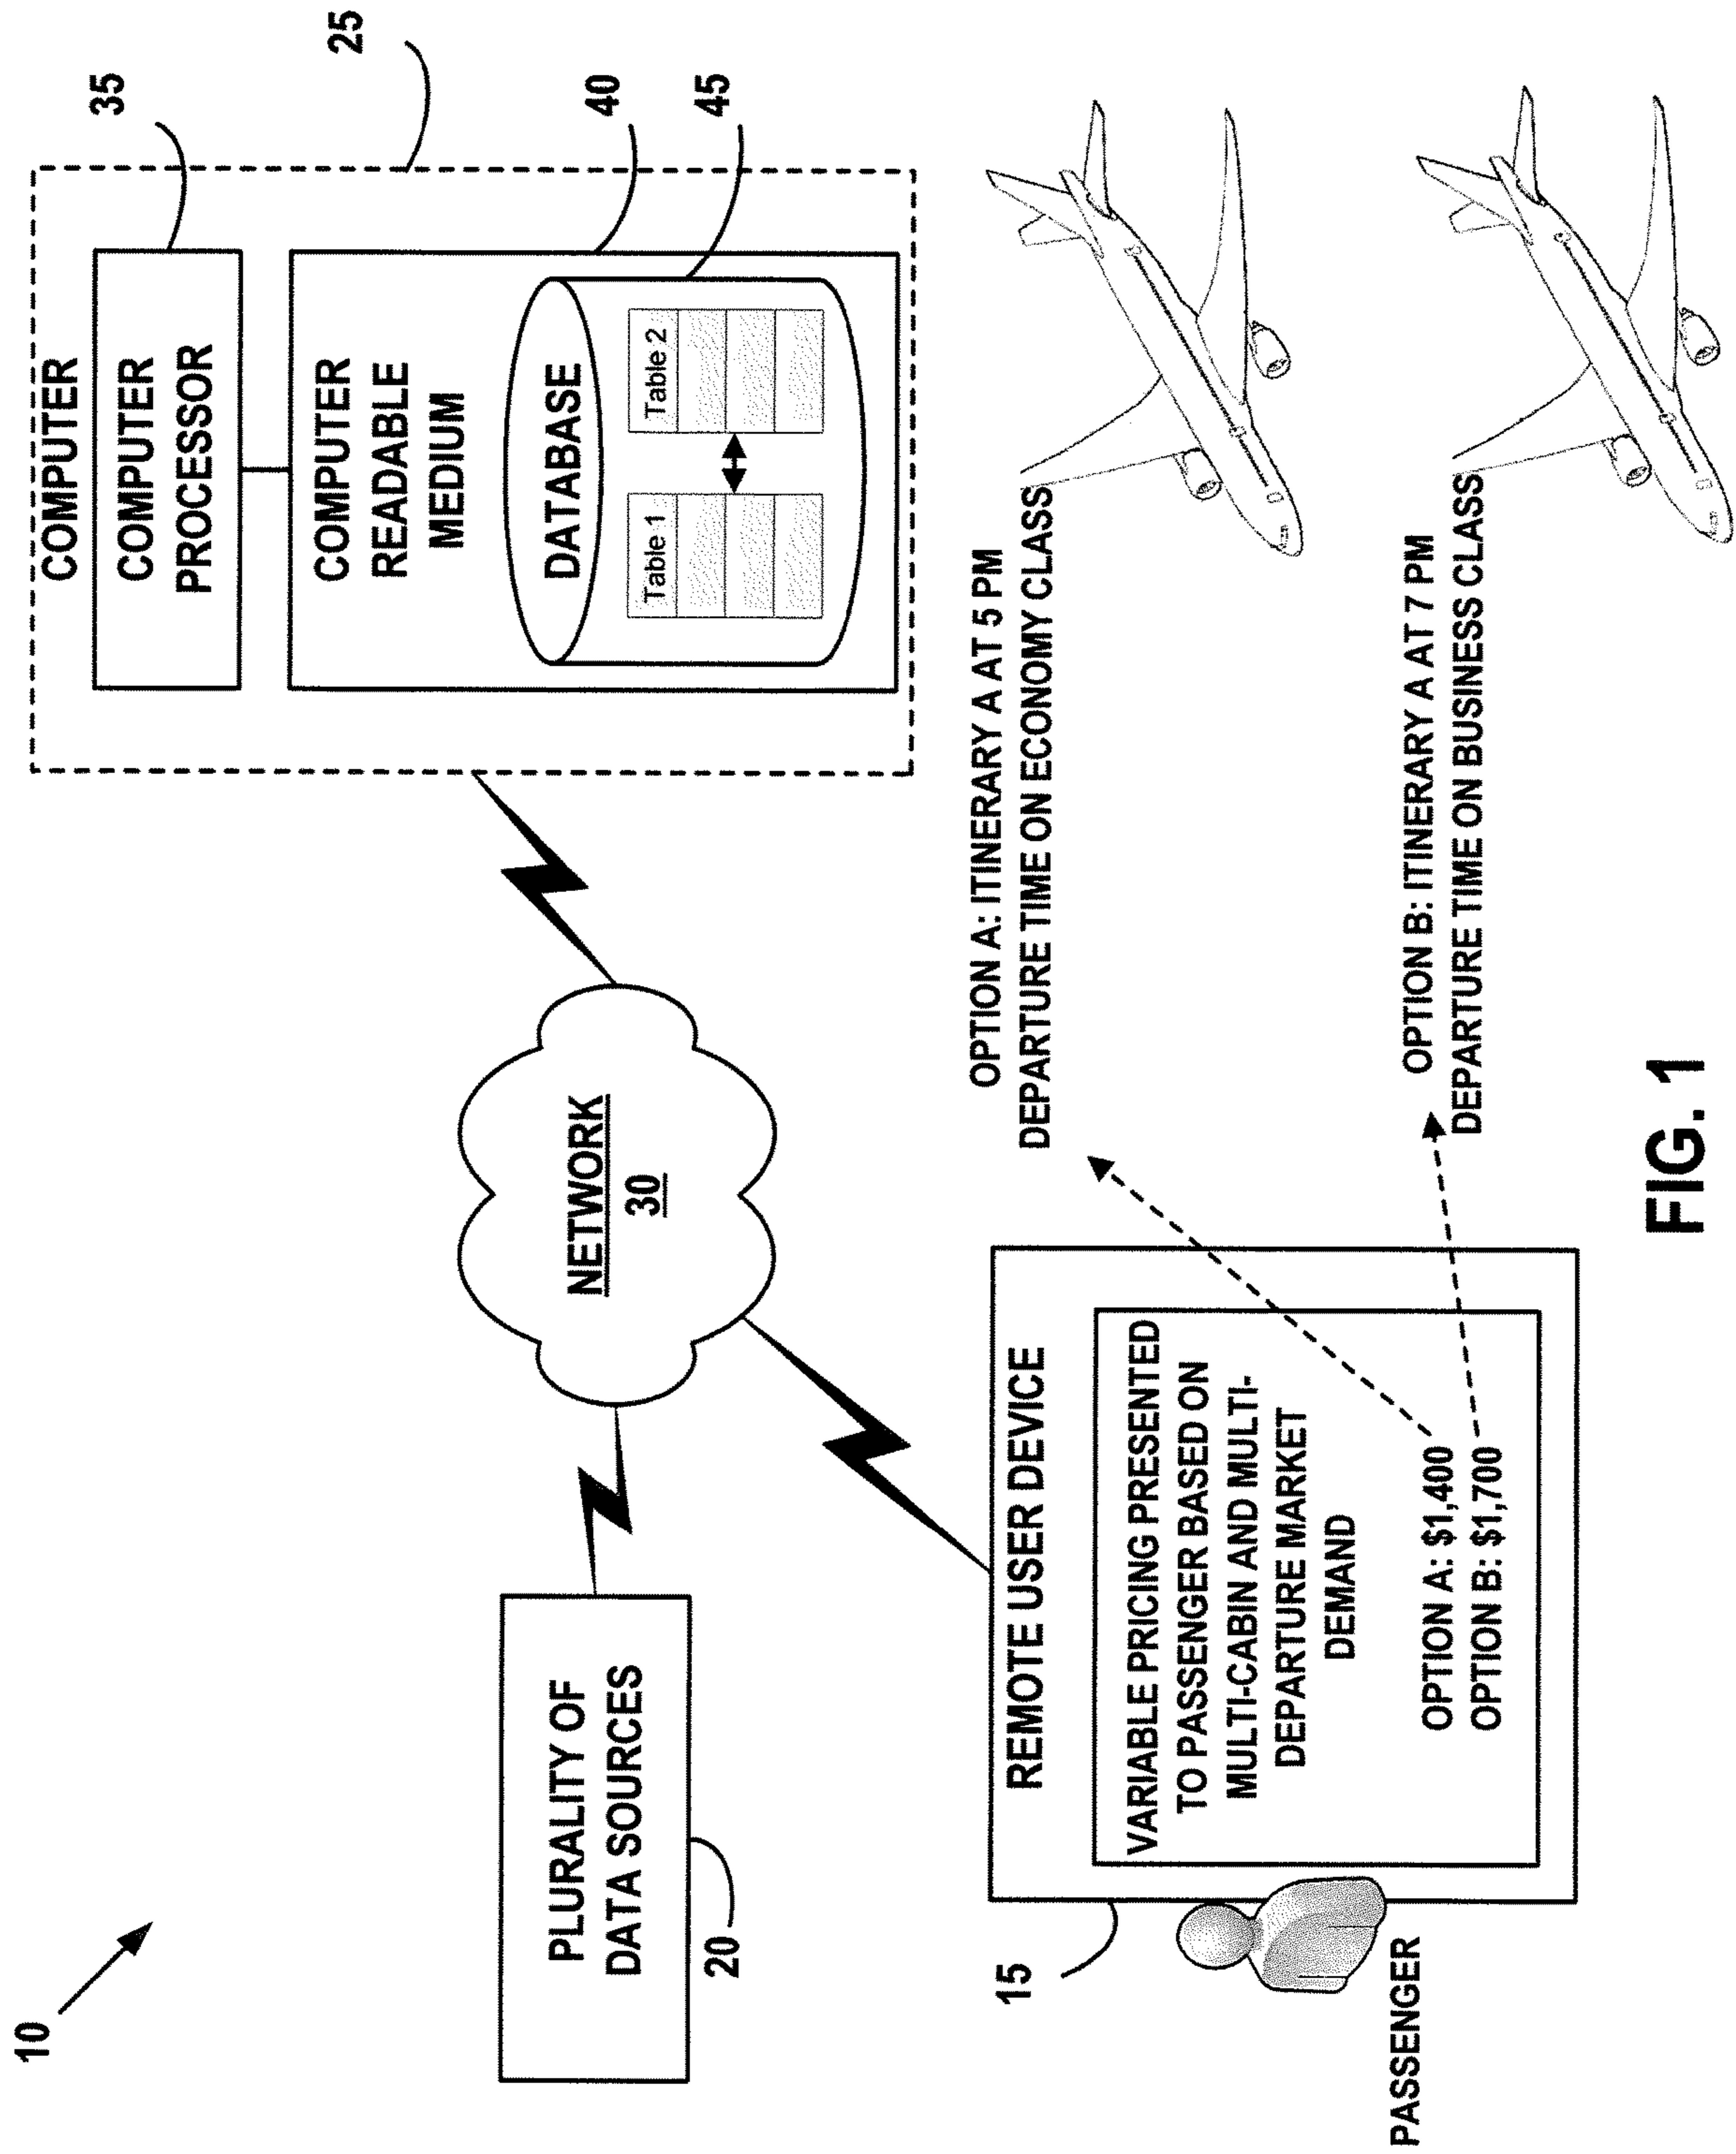 10
PLURALITY OF
DATA SOURCES
20
NETWORK
30
COMPUTER
COMPUTER
PROCESSOR
35
25
COMPUTER
READABLE
MEDIUM
40
DATABASE
45
Table 1
Table 2
15
PASSENGER
REMOTE USER DEVICE
VARIABLE PRICING PRESENTED
TO PASSENGER BASED ON
MULTI-CABIN AND MULTI-
DEPARTURE MARKET
DEMAND
OPTION A: $1,400
OPTION B: $1,700
OPTION A: ITINERARY A AT 5 PM
DEPARTURE TIME ON ECONOMY CLASS
OPTION B: ITINERARY A AT 7 PM
DEPARTURE TIME ON BUSINESS CLASS
FIG. 1